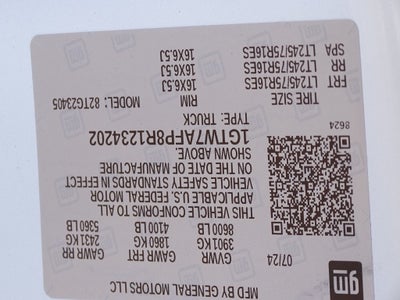 gm MFD BY GENERAL MOTORS LLC
07/24 GVWR GAWR FRT GAWR RR
3901 KG 1860 KG 2431 KG
8600 LB 4100 LB 5360 LB
THIS VEHICLE CONFORMS TO ALL
APPLICABLE U.S. FEDERAL MOTOR
VEHICLE SAFETY STANDARDS IN EFFECT
ON THE DATE OF MANUFACTURE
SHOWN ABOVE.
1GTW7AFP8R1234202
8624 TYPE: TRUCK
TIRE SIZE RIM MODEL: 82TG23405
FRT LT245/75R16ES 16X6.5J
RR LT245/75R16ES 16X6.5J
SPA LT245/75R16ES 16X6.5J